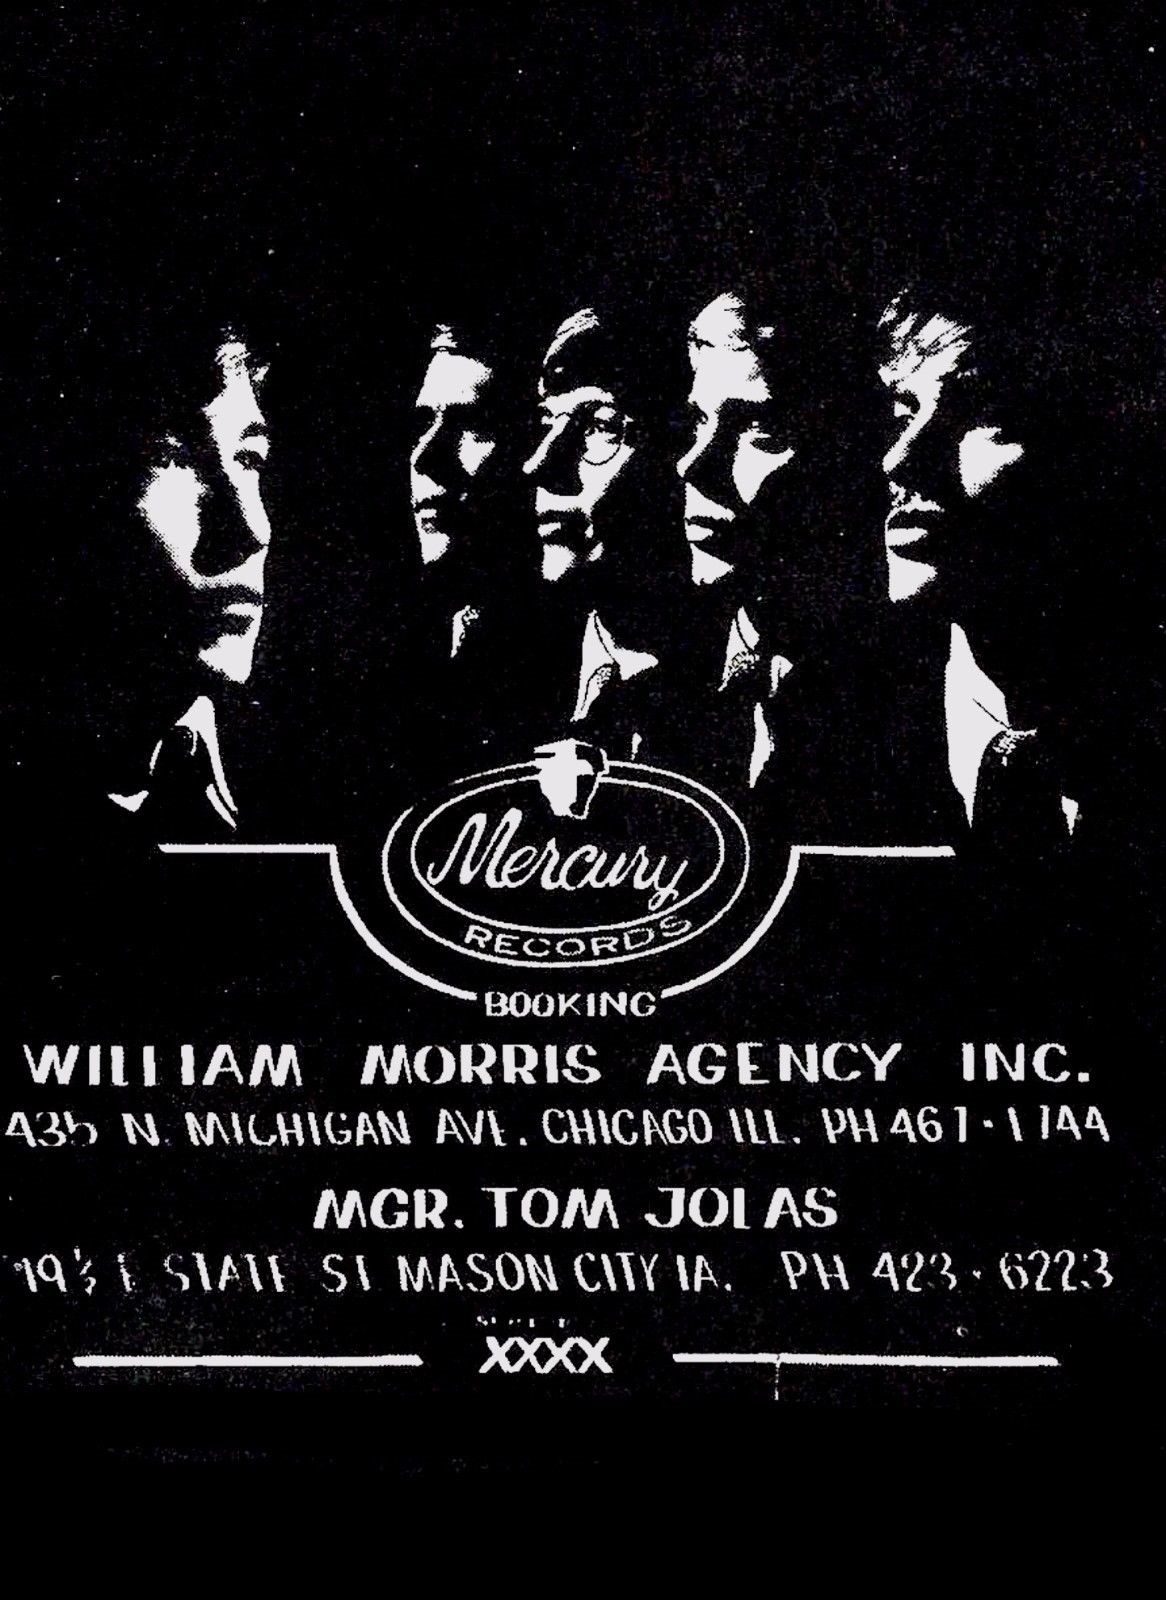 Mercury
RECORDS
BOOKING
WILLIAM MORRIS AGENCY INC.
435 N. MICHIGAN AVE. CHICAGO ILL. PH 467-1744
MGR. TOM JOLAS
19½ E STATE ST MASON CITY IA. PH 423-6223
XXXX